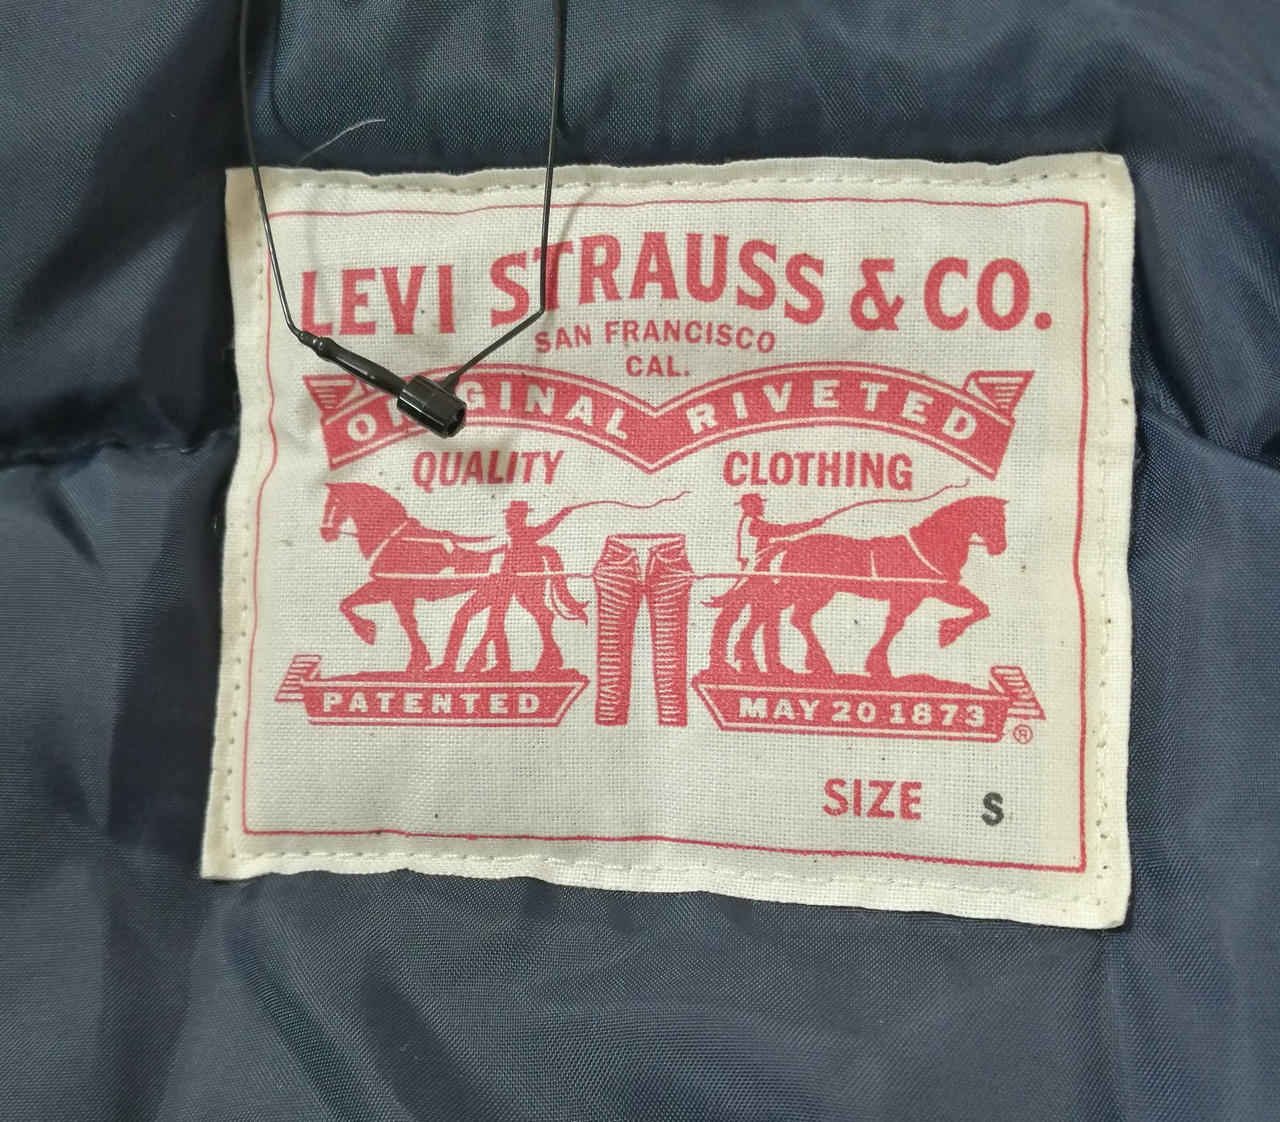 LEVI STRAUSS & CO.
SAN FRANCISCO
CAL.
ORIGINAL RIVETED
QUALITY CLOTHING
PATENTED MAY 20 1873
®
SIZE S